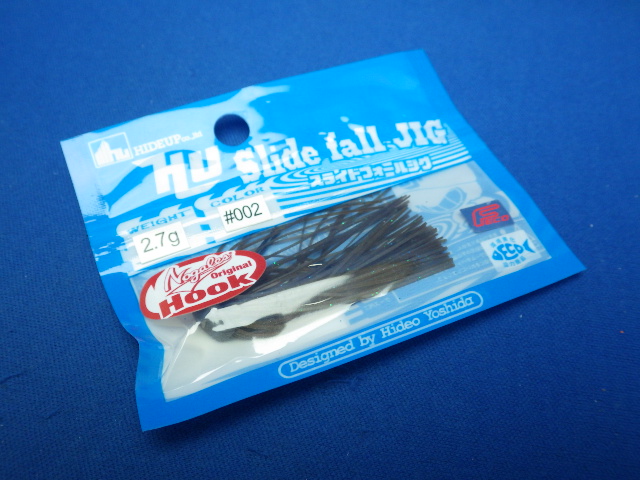 HIDEUP
HU Slide fall JIG
スライドフォールジグ
WEIGHT
2.7g
COLOR
#002
Nogales
Original
Hook
Designed by Hideo Yoshida